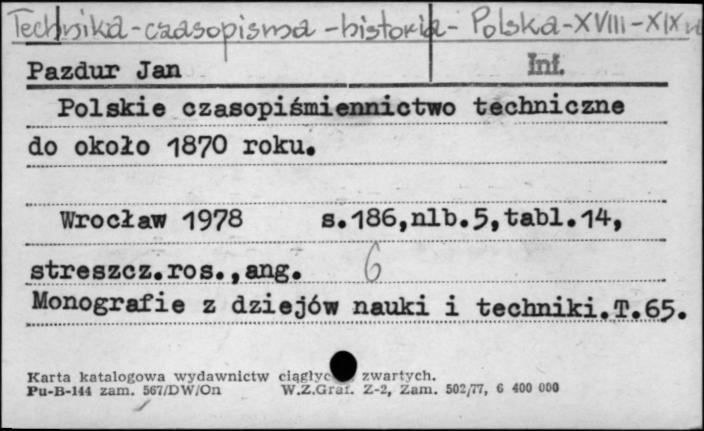 Technika-czasopisma-historia-Polska-XVIII-XIX w
Pazdur Jan Inf.
Polskie czasopiśmiennictwo techniczne
do około 1870 roku.
Wrocław 1978 s.186,nlb.5,tabl.14,
streszcz.ros.,ang. 6
Monografie z dziejów nauki i techniki.T.65.
Karta katalogowa wydawnictw ciągłyc zwartych.
Pu-B-144 zam. 567/DW/On W.Z.Graf. Z-2, Zam. 502/77, 6 400 000